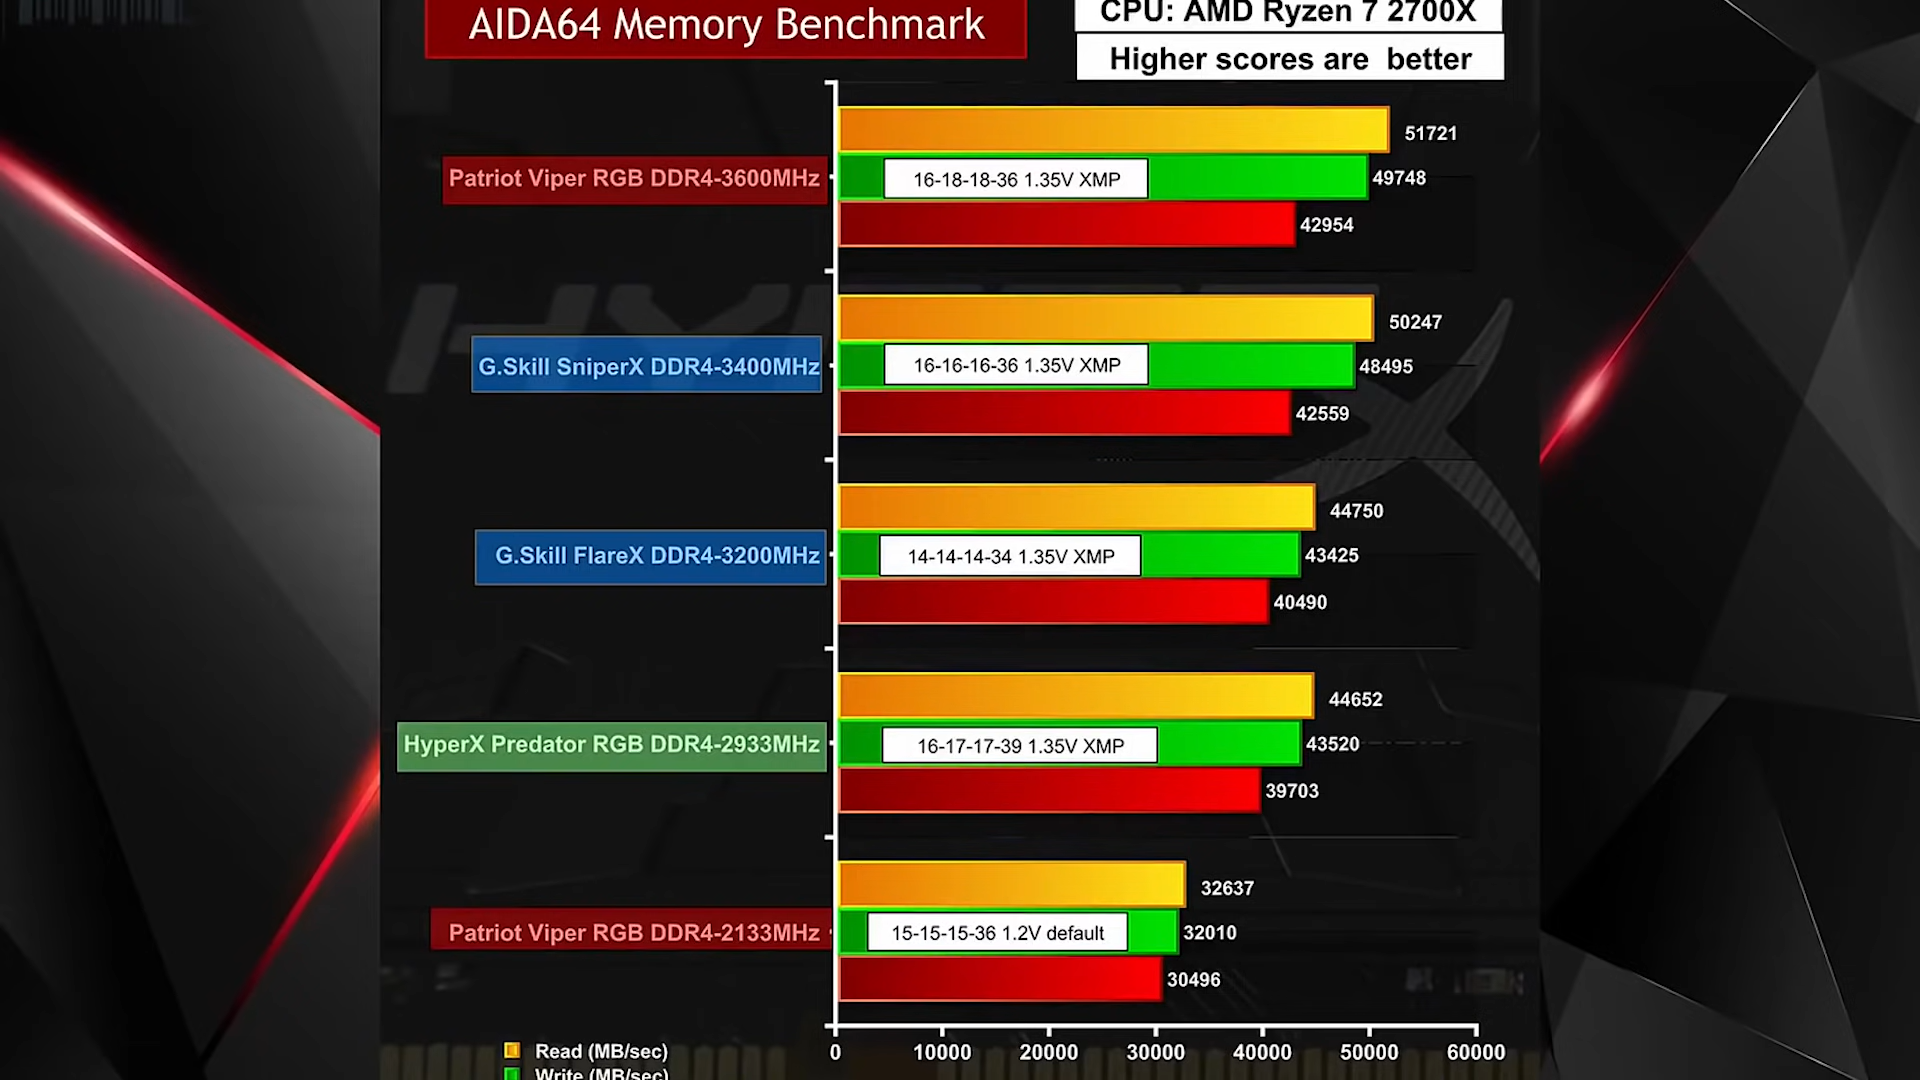 AIDA64 Memory Benchmark
CPU: AMD Ryzen 7 2700X
Higher scores are better
51721
Patriot Viper RGB DDR4-3600MHz
16-18-18-36 1.35V XMP
49748
42954
50247
G.Skill SniperX DDR4-3400MHz
16-16-16-36 1.35V XMP
48495
42559
44750
G.Skill FlareX DDR4-3200MHz
14-14-14-34 1.35V XMP
43425
40490
44652
HyperX Predator RGB DDR4-2933MHz
16-17-17-39 1.35V XMP
43520
39703
32637
Patriot Viper RGB DDR4-2133MHz
15-15-15-36 1.2V default
32010
30496
0 10000 20000 30000 40000 50000 60000
Read (MB/sec)
Write (MB/sec)